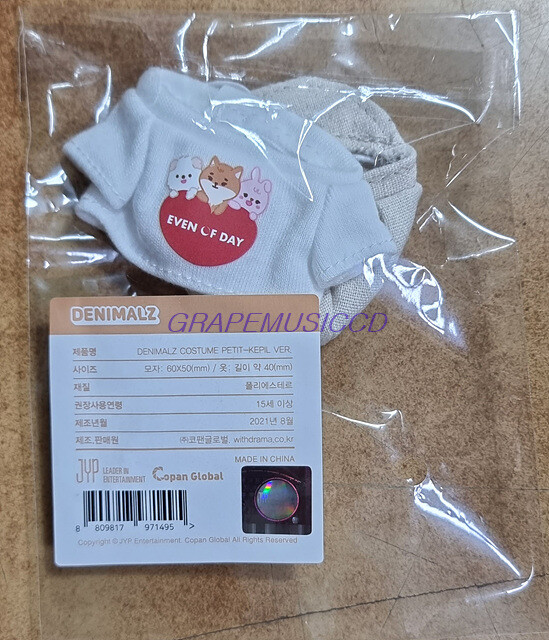 EVEN OF DAY
DENIMALZ
GRAPEMUSICCD
제품명 DENIMALZ COSTUME PETIT-KEPIL VER.
사이즈 모자: 60X50(mm) / 옷: 길이 약 40(mm)
재질 폴리에스테르
권장사용연령 15세 이상
제조년월 2021년 8월
제조.판매원 ㈜코팬글로벌. withdrama.co.kr
MADE IN CHINA
JYP LEADER IN ENTERTAINMENT Copan Global
8 809817 971495 >
Copyright © JYP Entertainment. Copan Global All Rights Reserved.